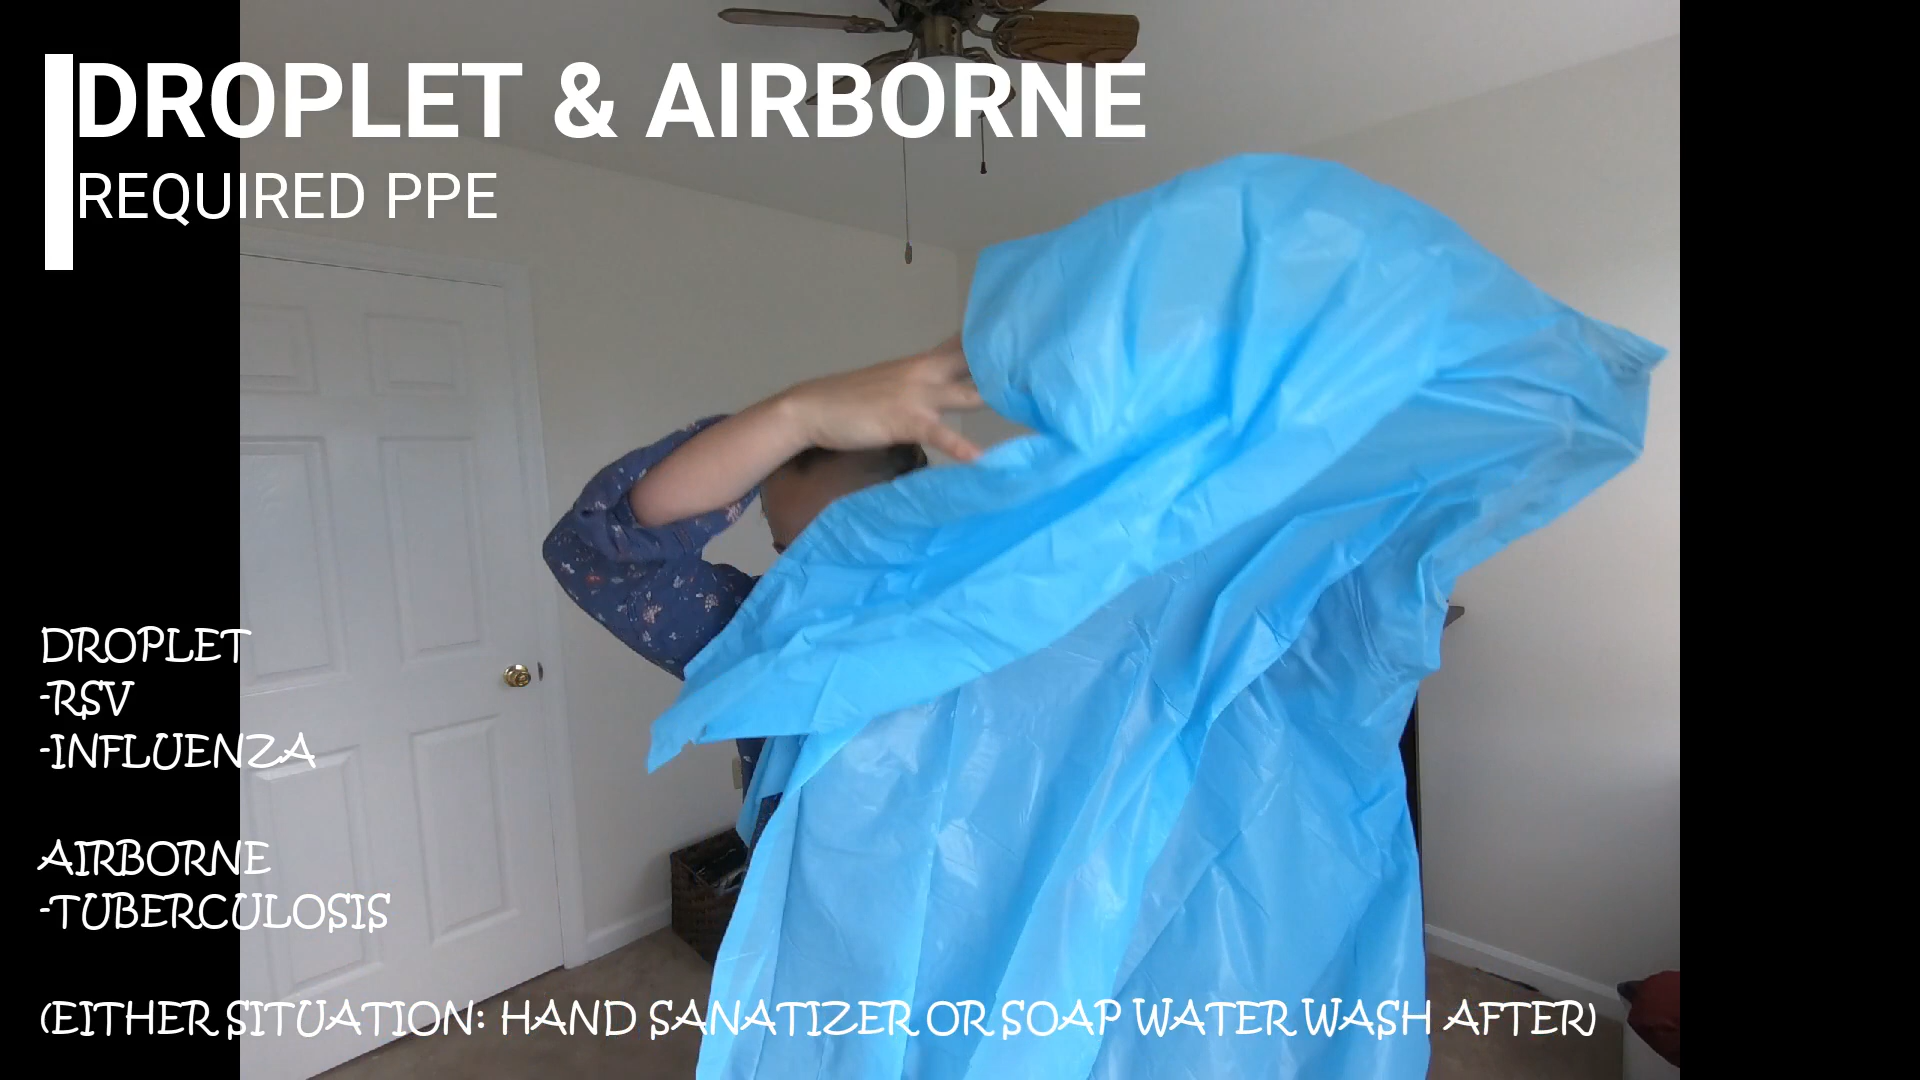 DROPLET & AIRBORNE
REQUIRED PPE
DROPLET
-RSV
-INFLUENZA
AIRBORNE
-TUBERCULOSIS
(EITHER SITUATION: HAND SANATIZER OR SOAP WATER WASH AFTER)